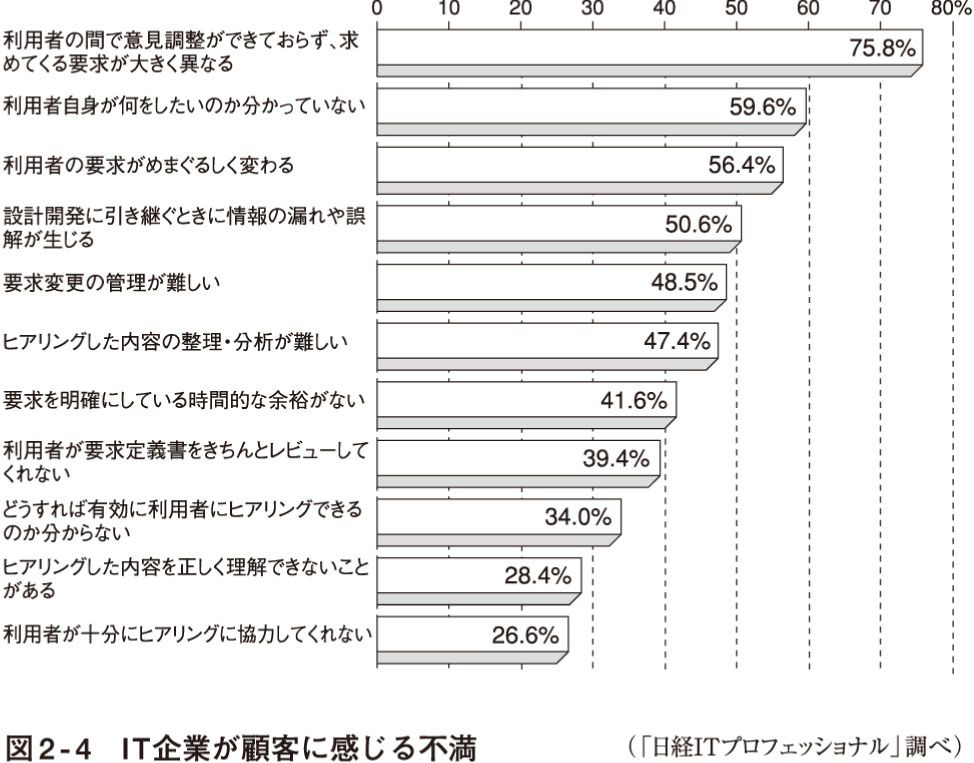 0 10 20 30 40 50 60 70 80%
利用者の間で意見調整ができておらず、求
めてくる要求が大きく異なる
75.8%
利用者自身が何をしたいのか分かっていない
59.6%
利用者の要求がめまぐるしく変わる
56.4%
設計開発に引き継ぐときに情報の漏れや誤
解が生じる
50.6%
要求変更の管理が難しい
48.5%
ヒアリングした内容の整理・分析が難しい
47.4%
要求を明確にしている時間的な余裕がない
41.6%
利用者が要求定義書をきちんとレビューして
くれない
39.4%
どうすれば有効に利用者にヒアリングできる
のか分からない
34.0%
ヒアリングした内容を正しく理解できないこと
がある
28.4%
利用者が十分にヒアリングに協力してくれない
26.6%
図2-4 IT企業が顧客に感じる不満
(「日経ITプロフェッショナル」調べ)